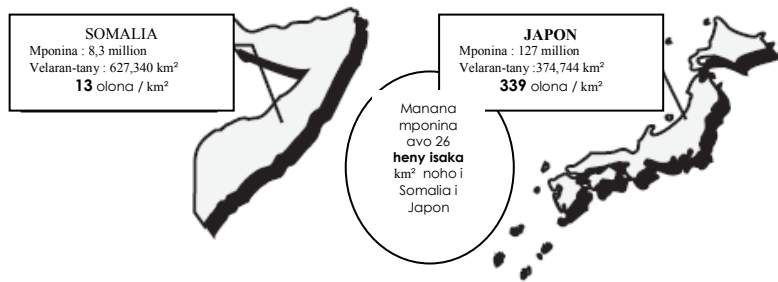 SOMALIA
Mponina : 8,3 million
Velaran-tany : 627,340 km²
13 olona / km²
Manana
mponina
avo 26
heny isaka
km² noho i
Somalia i
Japon
JAPON
Mponina : 127 million
Velaran-tany :374,744 km²
339 olona / km²